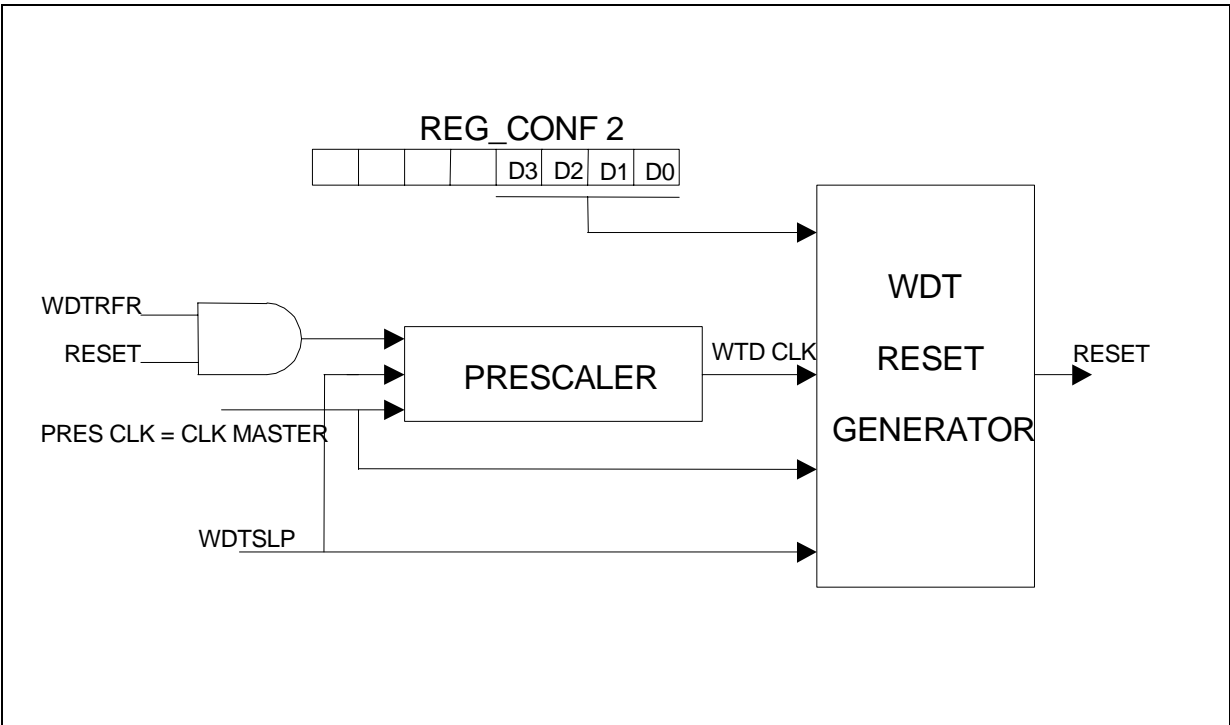 REG_CONF 2
D3 D2 D1 D0
WDT
RESET
GENERATOR
WDTRFR
RESET
PRESCALER
WTD CLK
RESET
PRES CLK = CLK MASTER
WDTSLP